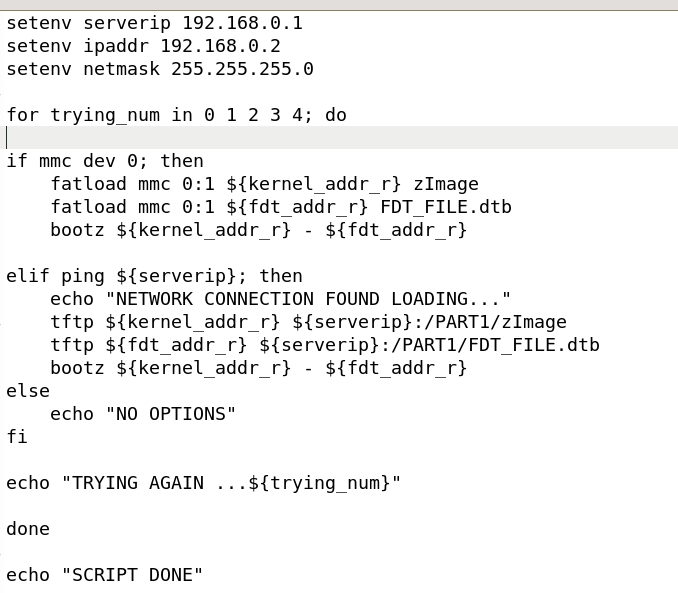 setenv serverip 192.168.0.1
setenv ipaddr 192.168.0.2
setenv netmask 255.255.255.0
for trying_num in 0 1 2 3 4; do
if mmc dev 0; then
    fatload mmc 0:1 ${kernel_addr_r} zImage
    fatload mmc 0:1 ${fdt_addr_r} FDT_FILE.dtb
    bootz ${kernel_addr_r} - ${fdt_addr_r}
elif ping ${serverip}; then
    echo "NETWORK CONNECTION FOUND LOADING..."
    tftp ${kernel_addr_r} ${serverip}:/PART1/zImage
    tftp ${fdt_addr_r} ${serverip}:/PART1/FDT_FILE.dtb
    bootz ${kernel_addr_r} - ${fdt_addr_r}
else
    echo "NO OPTIONS"
fi
echo "TRYING AGAIN ...${trying_num}"
done
echo "SCRIPT DONE"